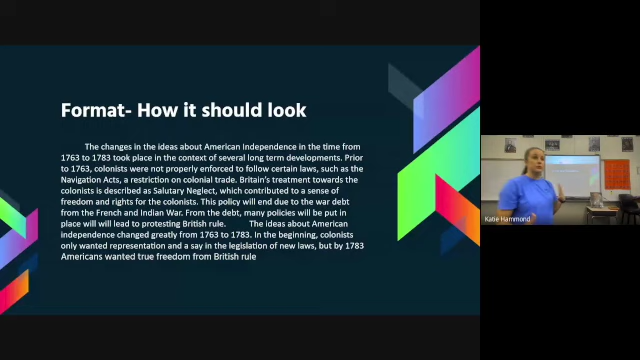 Format- How it should look
The changes in the ideas about American Independence in the time from
1763 to 1783 took place in the context of several long term developments. Prior
to 1763, colonists were not properly enforced to follow certain laws, such as the
Navigation Acts, a restriction on colonial trade. Britain's treatment towards the
colonists is described as Salutary Neglect, which contributed to a sense of
freedom and rights for the colonists. This policy will end due to the war debt
from the French and Indian War. From the debt, many policies will be put in
place will will lead to protesting British rule. The ideas about American
independence changed greatly from 1763 to 1783. In the beginning, colonists
only wanted representation and a say in the legislation of new laws, but by 1783
Americans wanted true freedom from British rule
Katie Hammond